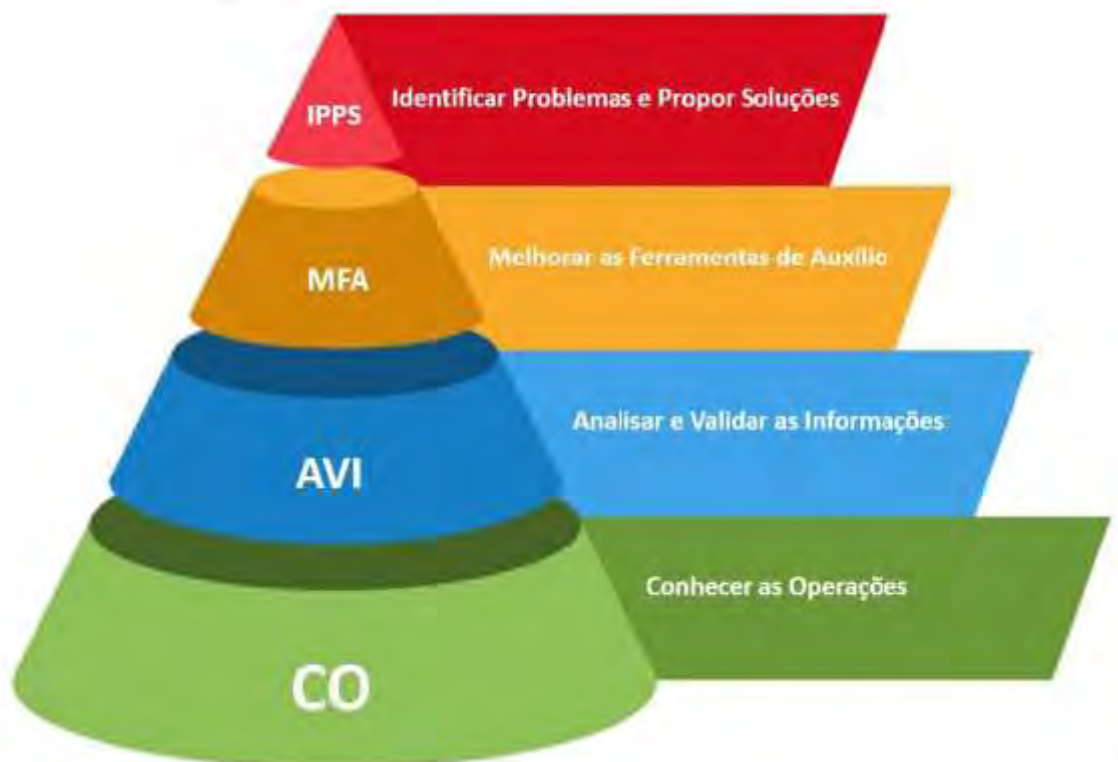 IPPS
Identificar Problemas e Propor Soluções
MFA
Melhorar as Ferramentas de Auxílio
AVI
Analisar e Validar as Informações
CO
Conhecer as Operações